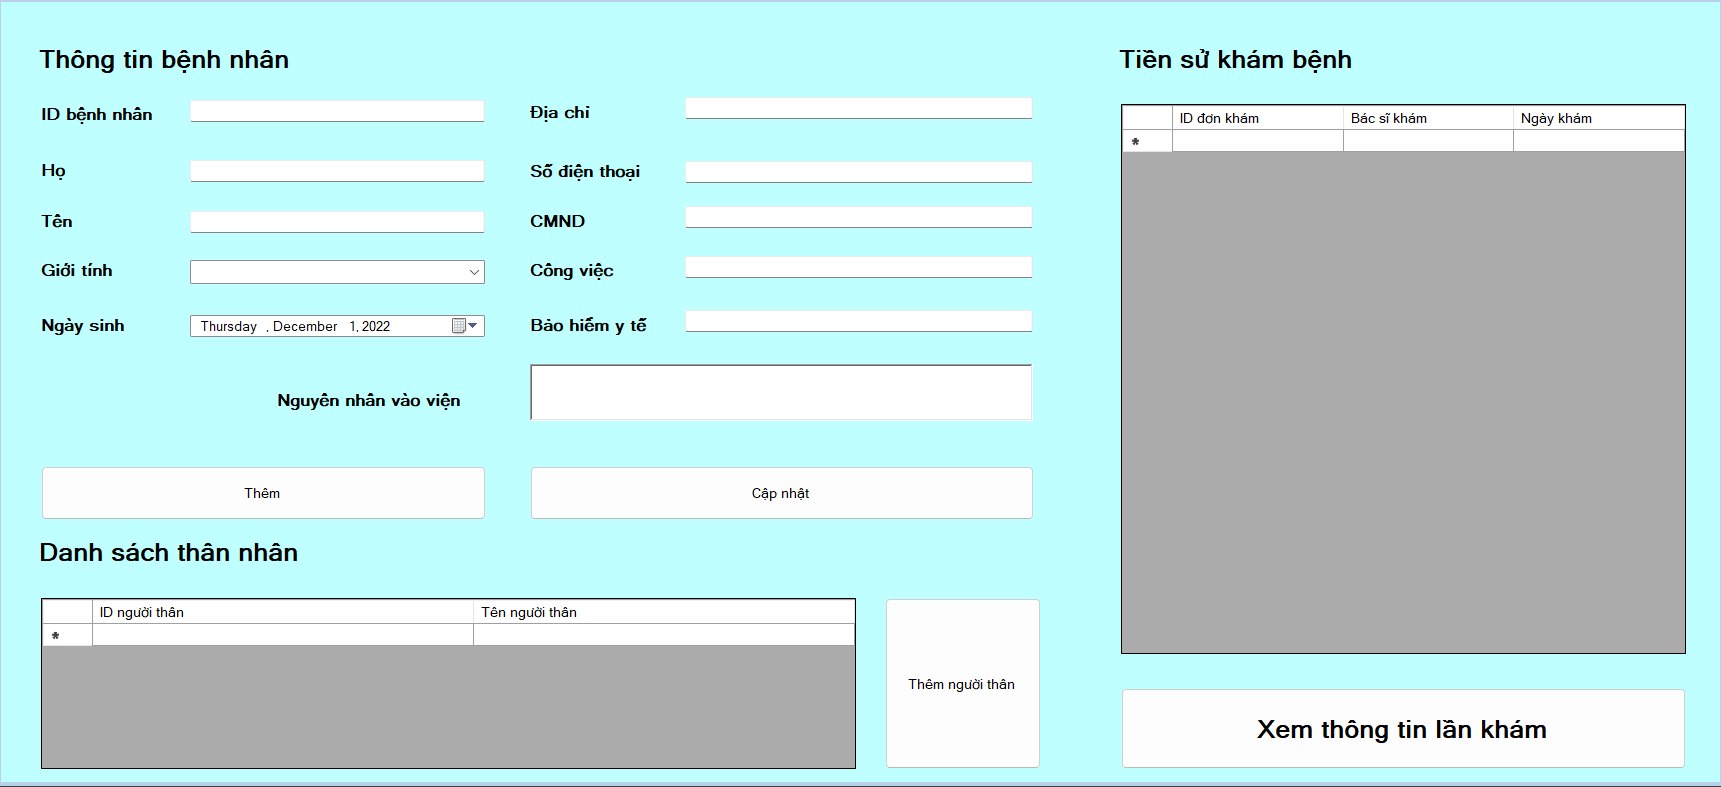 Thông tin bệnh nhân
ID bệnh nhân
Họ
Tên
Giới tính
Ngày sinh
Thursday , December 1, 2022
Địa chỉ
Số điện thoại
CMND
Công việc
Bảo hiểm y tế
Nguyên nhân vào viện
Thêm
Cập nhật
Danh sách thân nhân
ID người thân Tên người thân
*
Thêm người thân
Tiền sử khám bệnh
ID đơn khám Bác sĩ khám Ngày khám
*
Xem thông tin lần khám